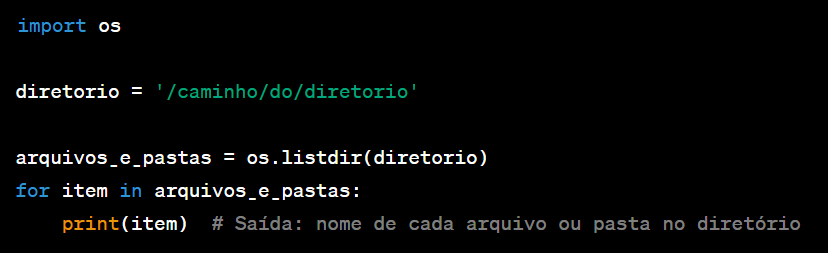 import os
diretorio = '/caminho/do/diretorio'
arquivos_e_pastas = os.listdir(diretorio)
for item in arquivos_e_pastas:
    print(item)  # Saída: nome de cada arquivo ou pasta no diretório